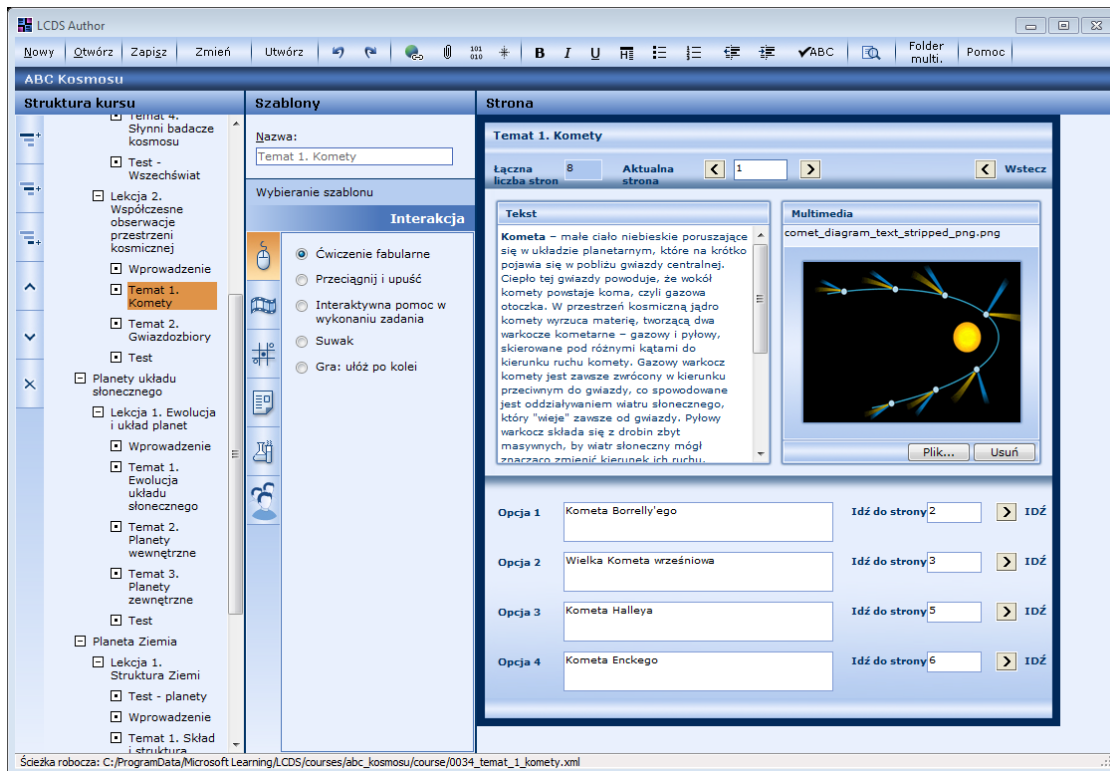 LCDS Author
Nowy Otwórz Zapisz Zmień Utwórz 101 010 B I U H ABC Folder multi. Pomoc
ABC Kosmosu
Struktura kursu
Temat 4.
Słynni badacze
kosmosu
Test -
Wszechświat
Lekcja 2.
Współczesne
obserwacje
przestrzeni
kosmicznej
Wprowadzenie
Temat 1.
Komety
Temat 2.
Gwiazdozbiory
Test
Planety układu
słonecznego
Lekcja 1. Ewolucja
i układ planet
Wprowadzenie
Temat 1.
Ewolucja
układu
słonecznego
Temat 2.
Planety
wewnętrzne
Temat 3.
Planety
zewnętrzne
Test
Planeta Ziemia
Lekcja 1.
Struktura Ziemi
Test - planety
Wprowadzenie
Temat 1. Skład
i struktura
Szablony
Nazwa:
Temat 1. Komety
Wybieranie szablonu
Interakcja
Ćwiczenie fabularne
Przeciągnij i upuść
Interaktywna pomoc w
wykonaniu zadania
Suwak
Gra: ułóż po kolei
Strona
Temat 1. Komety
Łączna liczba stron 8 Aktualna strona 1 Wstecz
Tekst
Kometa – małe ciało niebieskie poruszające
się w układzie planetarnym, które na krótko
pojawia się w pobliżu gwiazdy centralnej.
Ciepło tej gwiazdy powoduje, że wokół
komety powstaje koma, czyli gazowa
otoczka. W przestrzeń kosmiczną jądro
komety wyrzuca materię, tworzącą dwa
warkocze kometarne – gazowy i pyłowy,
skierowane pod różnymi kątami do
kierunku ruchu komety. Gazowy warkocz
komety jest zawsze zwrócony w kierunku
przeciwnym do gwiazdy, co spowodowane
jest oddziaływaniem wiatru słonecznego,
który "wieje" zawsze od gwiazdy. Pyłowy
warkocz składa się z drobin zbyt
masywnych, by wiatr słoneczny mógł
znacząco zmienić kierunek ich ruchu.
Multimedia
comet_diagram_text_stripped_png.png
Plik... Usuń
Opcja 1 Kometa Borrelly'ego Idź do strony 2 IDŹ
Opcja 2 Wielka Kometa wrześniowa Idź do strony 3 IDŹ
Opcja 3 Kometa Halleya Idź do strony 5 IDŹ
Opcja 4 Kometa Enckego Idź do strony 6 IDŹ
Ścieżka robocza: C:/ProgramData/Microsoft Learning/LCDS/courses/abc_kosmosu/course/0034_temat_1_komety.xml